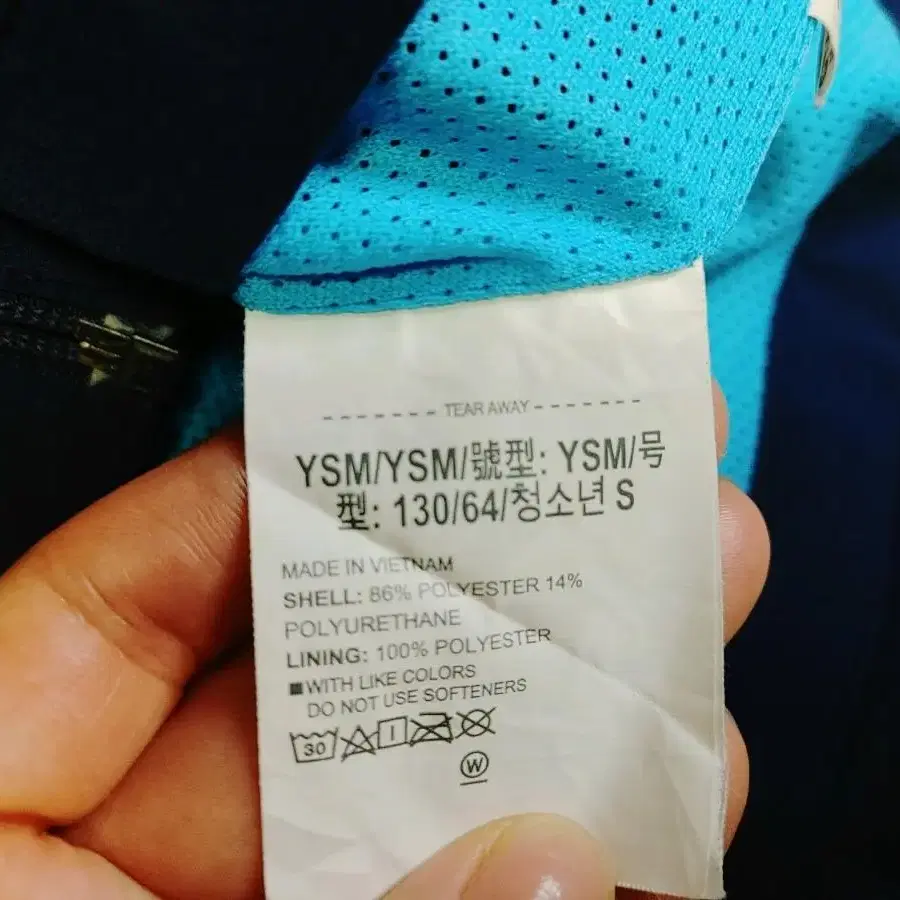 TEAR AWAY
YSM/YSM/號型: YSM/号
型: 130/64/청소년 S
MADE IN VIETNAM
SHELL: 86% POLYESTER 14%
POLYURETHANE
LINING: 100% POLYESTER
WITH LIKE COLORS
DO NOT USE SOFTENERS
30
W